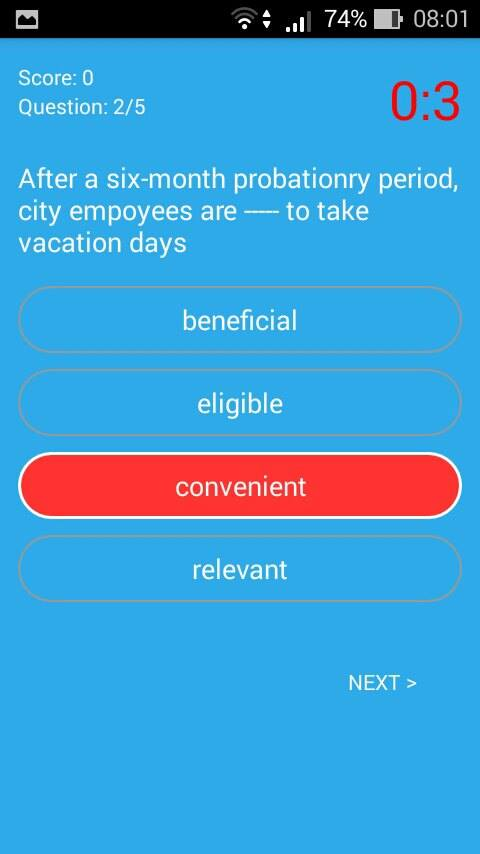 74% 08:01
Score: 0
Question: 2/5
0:3
After a six-month probationry period,
city empoyees are ----- to take
vacation days
beneficial
eligible
convenient
relevant
NEXT >